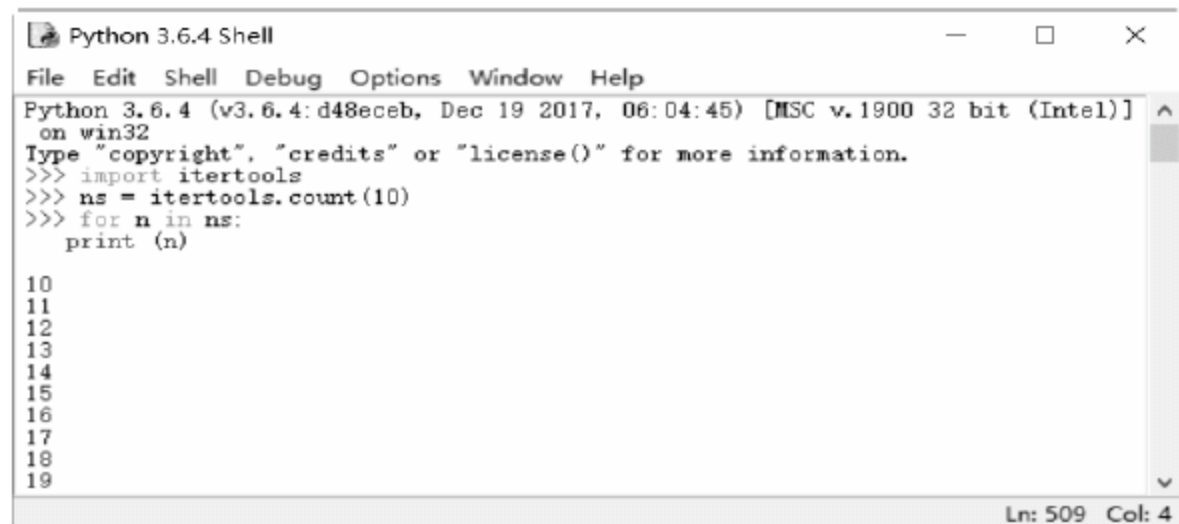 Python 3.6.4 Shell
File Edit Shell Debug Options Window Help
Python 3.6.4 (v3.6.4:d48eceb, Dec 19 2017, 06:04:45) [MSC v.1900 32 bit (Intel)]
on win32
Type "copyright", "credits" or "license()" for more information.
>>> import itertools
>>> ns = itertools.count(10)
>>> for n in ns:
print (n)
10
11
12
13
14
15
16
17
18
19
Ln: 509 Col: 4